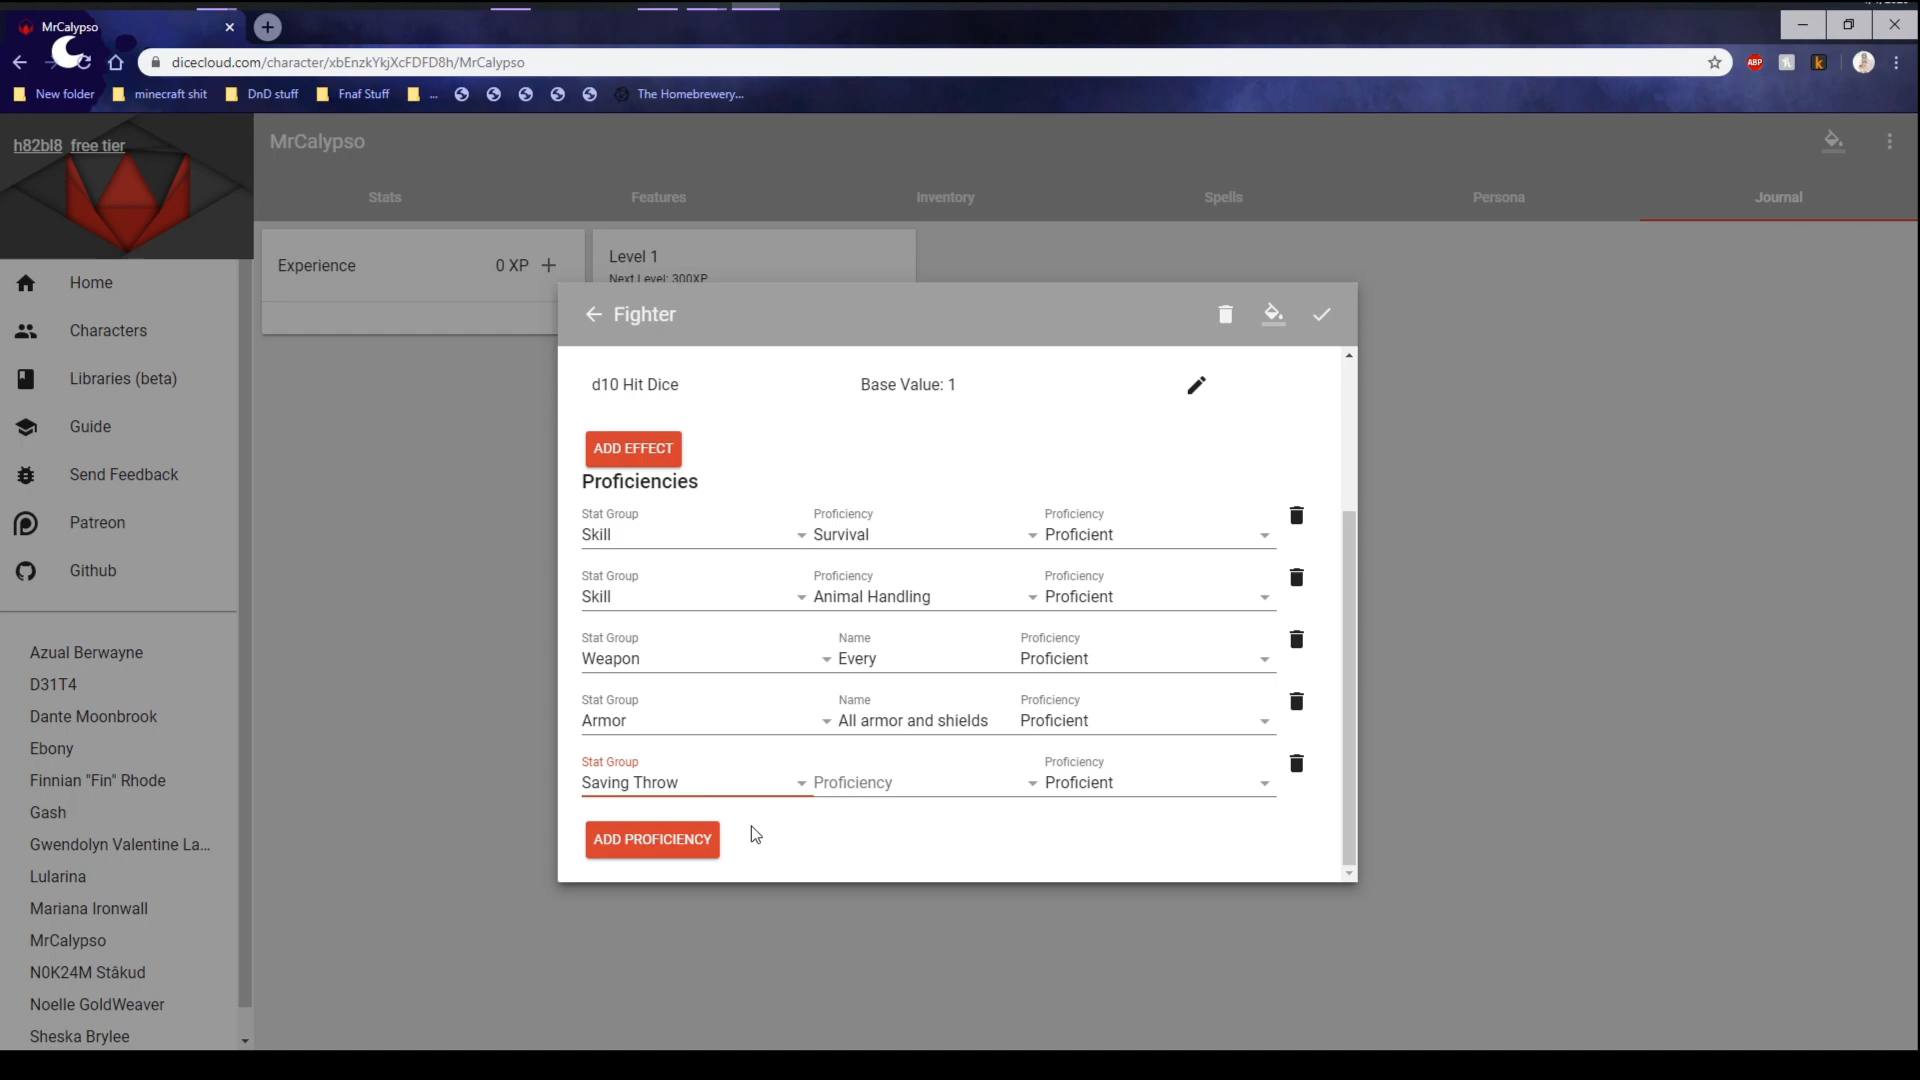 MrCalypso
dicecloud.com/character/xbEnzkYkjXcFDFD8h/MrCalypso
ABP
k
New folder
minecraft shit
DnD stuff
Fnaf Stuff
...
The Homebrewery...
h82bl8 free tier
MrCalypso
Stats
Features
Inventory
Spells
Persona
Journal
Experience
0 XP
Level 1
Next Level: 300XP
Home
Characters
Libraries (beta)
Guide
Send Feedback
Patreon
Github
Azual Berwayne
D31T4
Dante Moonbrook
Ebony
Finnian "Fin" Rhode
Gash
Gwendolyn Valentine La...
Lularina
Mariana Ironwall
MrCalypso
N0K24M Ståkud
Noelle GoldWeaver
Sheska Brylee
Fighter
d10 Hit Dice
Base Value: 1
ADD EFFECT
Proficiencies
Stat Group Proficiency Proficiency
Skill Survival Proficient
Stat Group Proficiency Proficiency
Skill Animal Handling Proficient
Stat Group Name Proficiency
Weapon Every Proficient
Stat Group Name Proficiency
Armor All armor and shields Proficient
Stat Group Proficiency
Saving Throw Proficiency Proficient
ADD PROFICIENCY